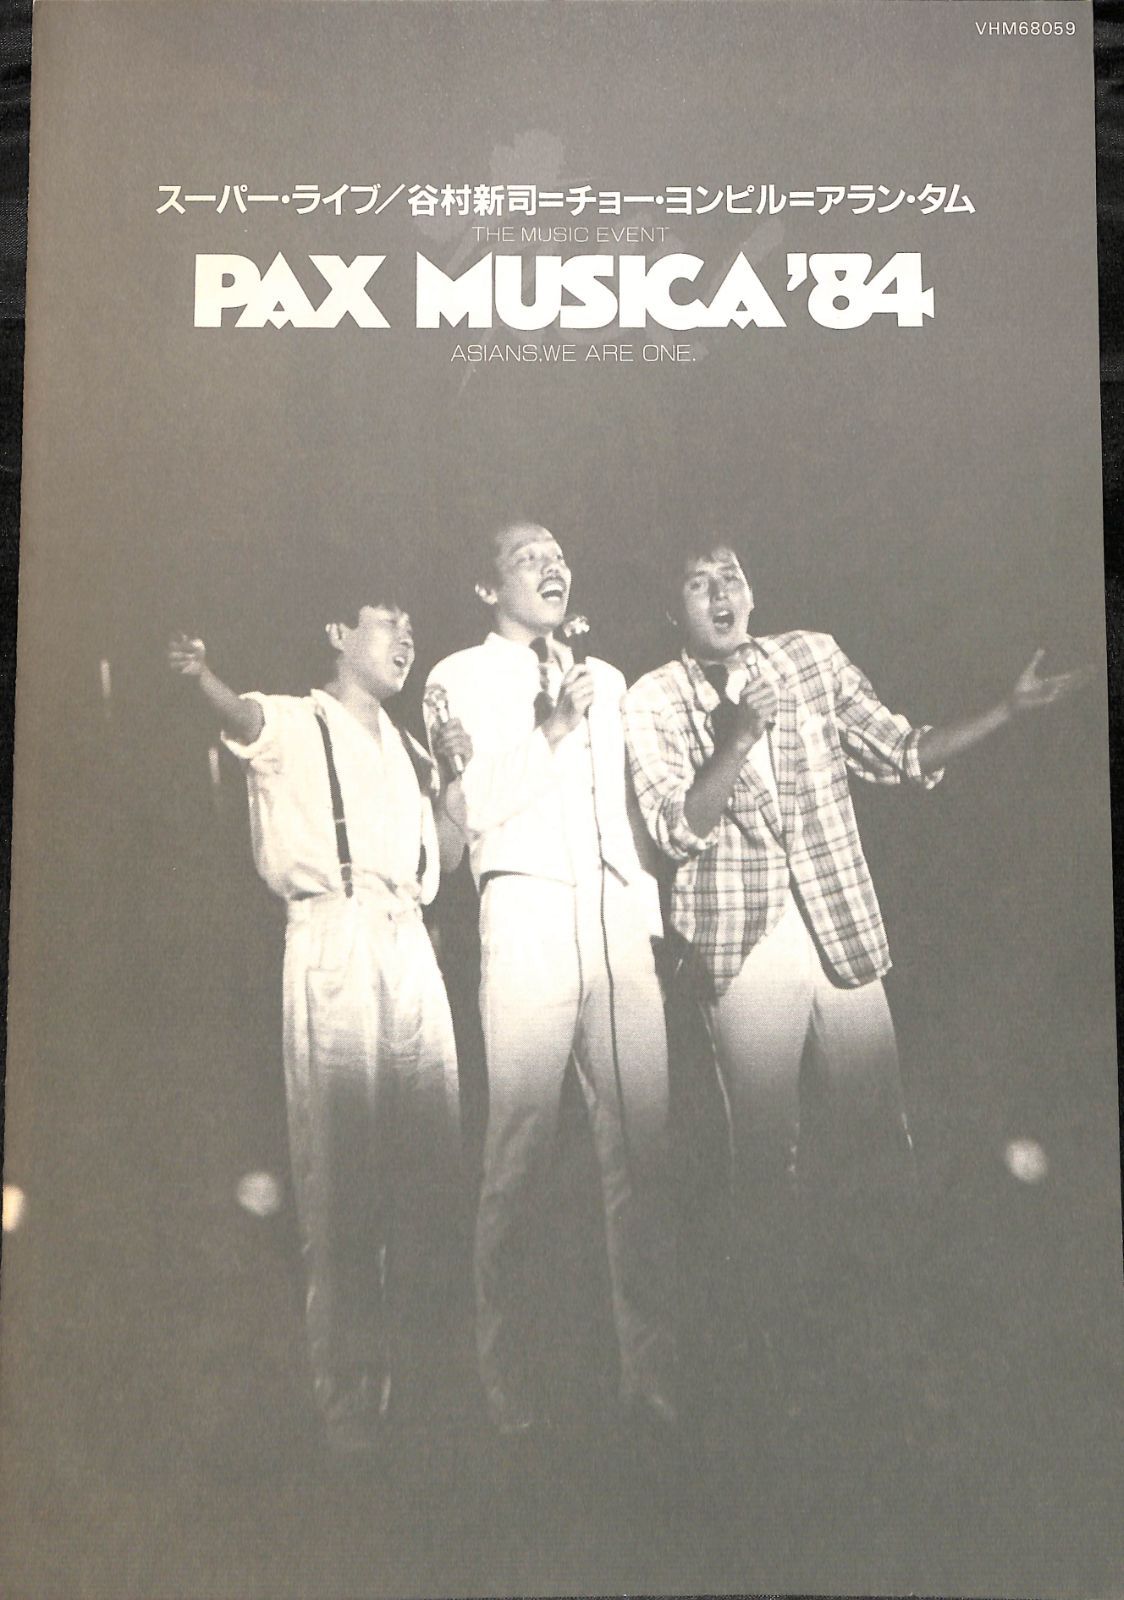 VHM68059
スーパー・ライブ/谷村新司=チョー・ヨンピル=アラン・タム
THE MUSIC EVENT
PAX MUSICA '84
ASIANS,WE ARE ONE.